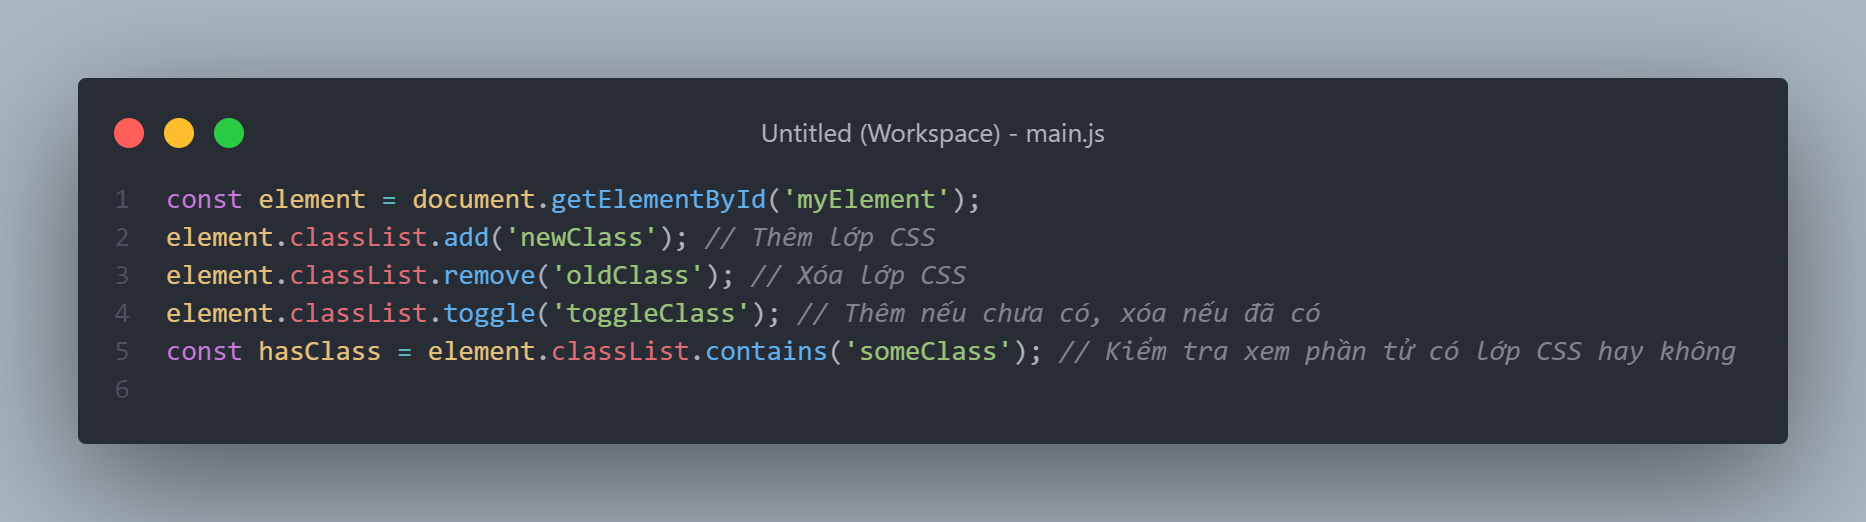 Untitled (Workspace) - main.js
1 const element = document.getElementById('myElement');
2 element.classList.add('newClass'); // Thêm lớp CSS
3 element.classList.remove('oldClass'); // Xóa lớp CSS
4 element.classList.toggle('toggleClass'); // Thêm nếu chưa có, xóa nếu đã có
5 const hasClass = element.classList.contains('someClass'); // Kiểm tra xem phần tử có lớp CSS hay không
6